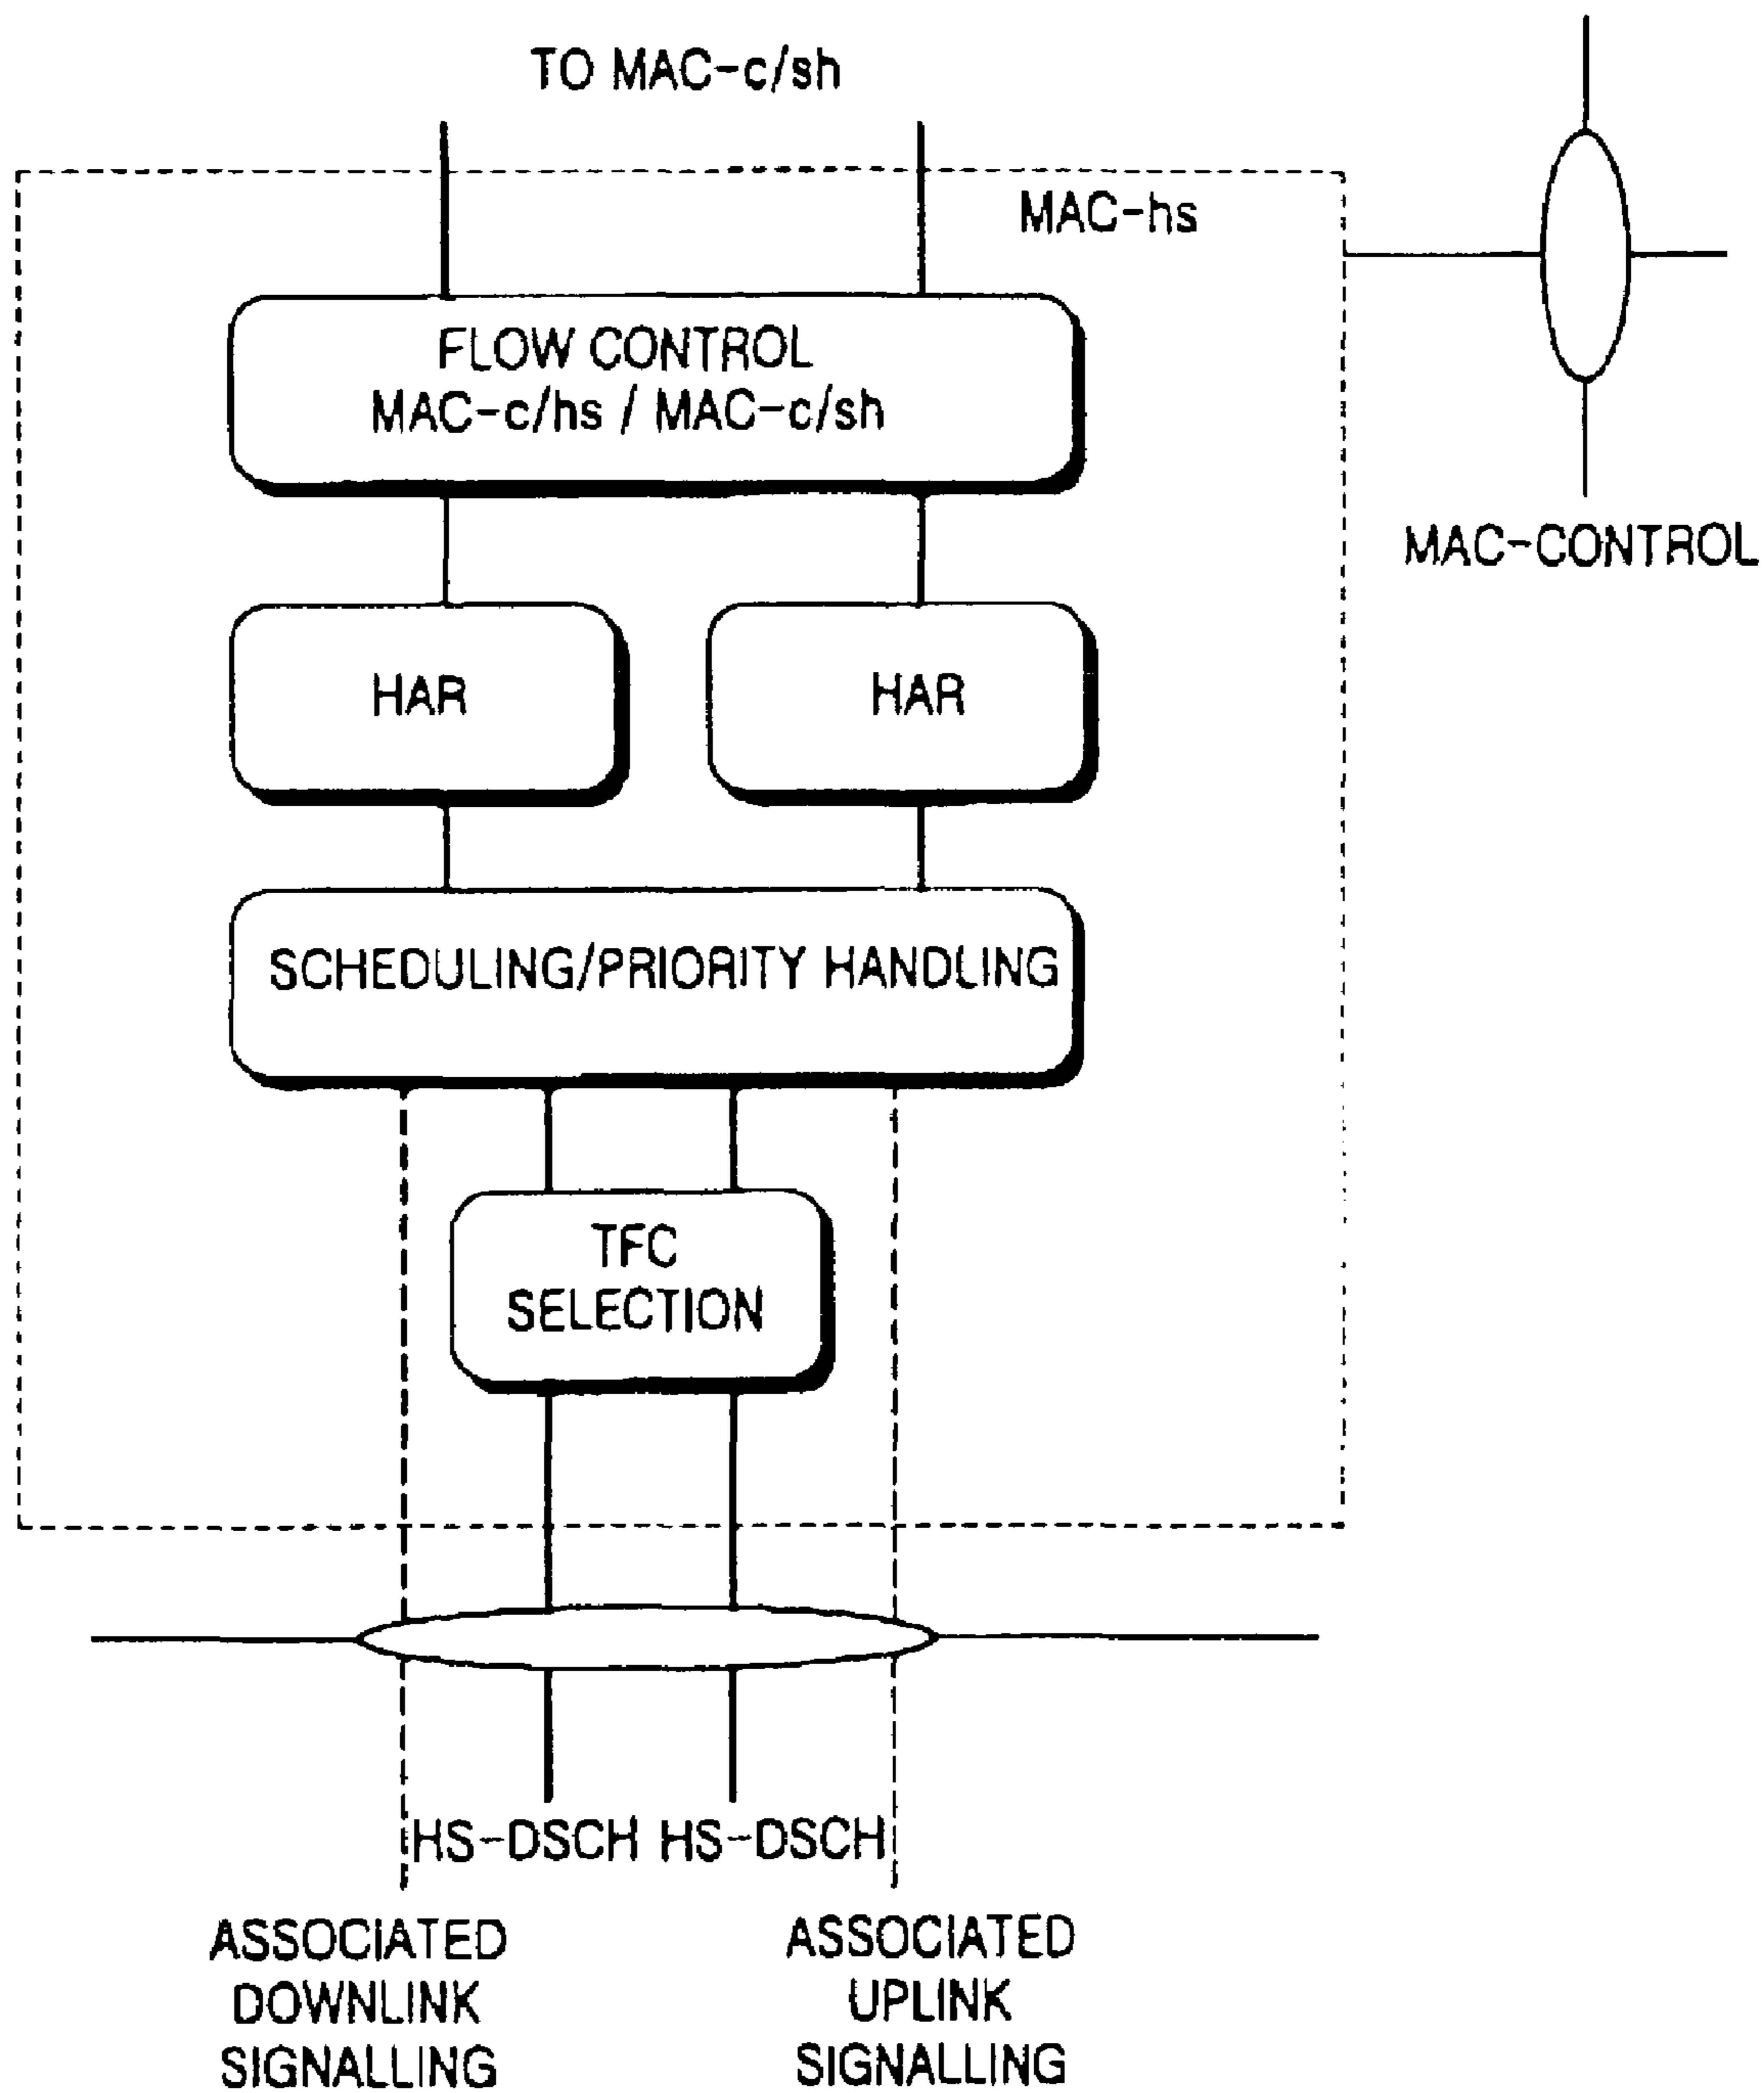 TO MAC-c/sh
MAC-hs
FLOW CONTROL
MAC-c/hs / MAC-c/sh
MAC-CONTROL
HAR
HAR
SCHEDULING/PRIORITY HANDLING
TFC
SELECTION
HS-DSCH HS-DSCH
ASSOCIATED
DOWNLINK
SIGNALLING
ASSOCIATED
UPLINK
SIGNALLING